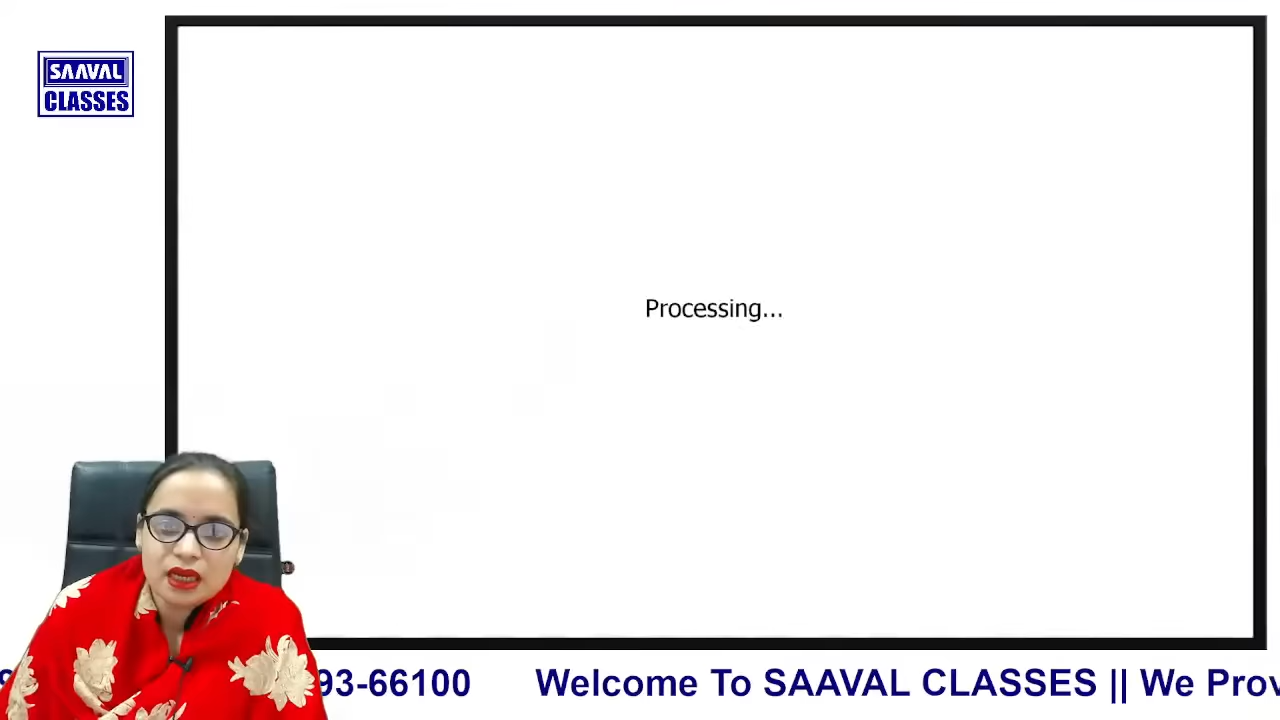 SAAVAL
CLASSES
Processing...
93-66100 Welcome To SAAVAL CLASSES || We Prov